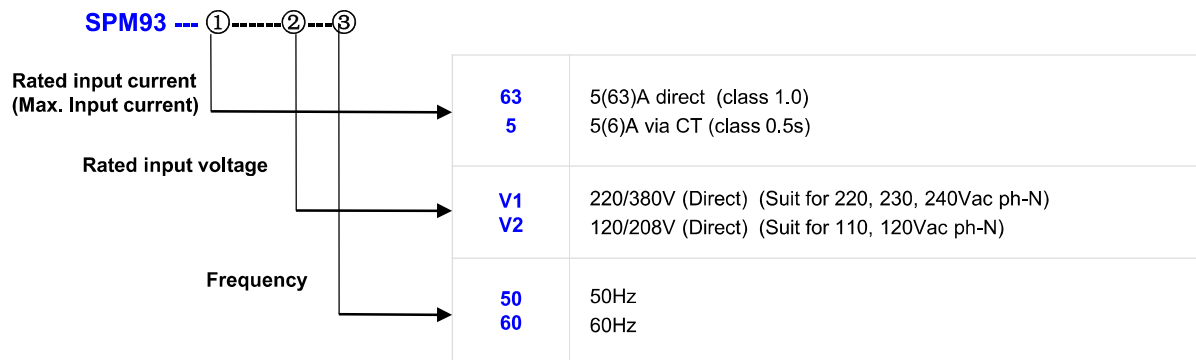 SPM93 --- ①------②---③
Rated input current
(Max. Input current)
63 5(63)A direct (class 1.0)
5 5(6)A via CT (class 0.5s)
Rated input voltage
V1 220/380V (Direct) (Suit for 220, 230, 240Vac ph-N)
V2 120/208V (Direct) (Suit for 110, 120Vac ph-N)
Frequency
50 50Hz
60 60Hz